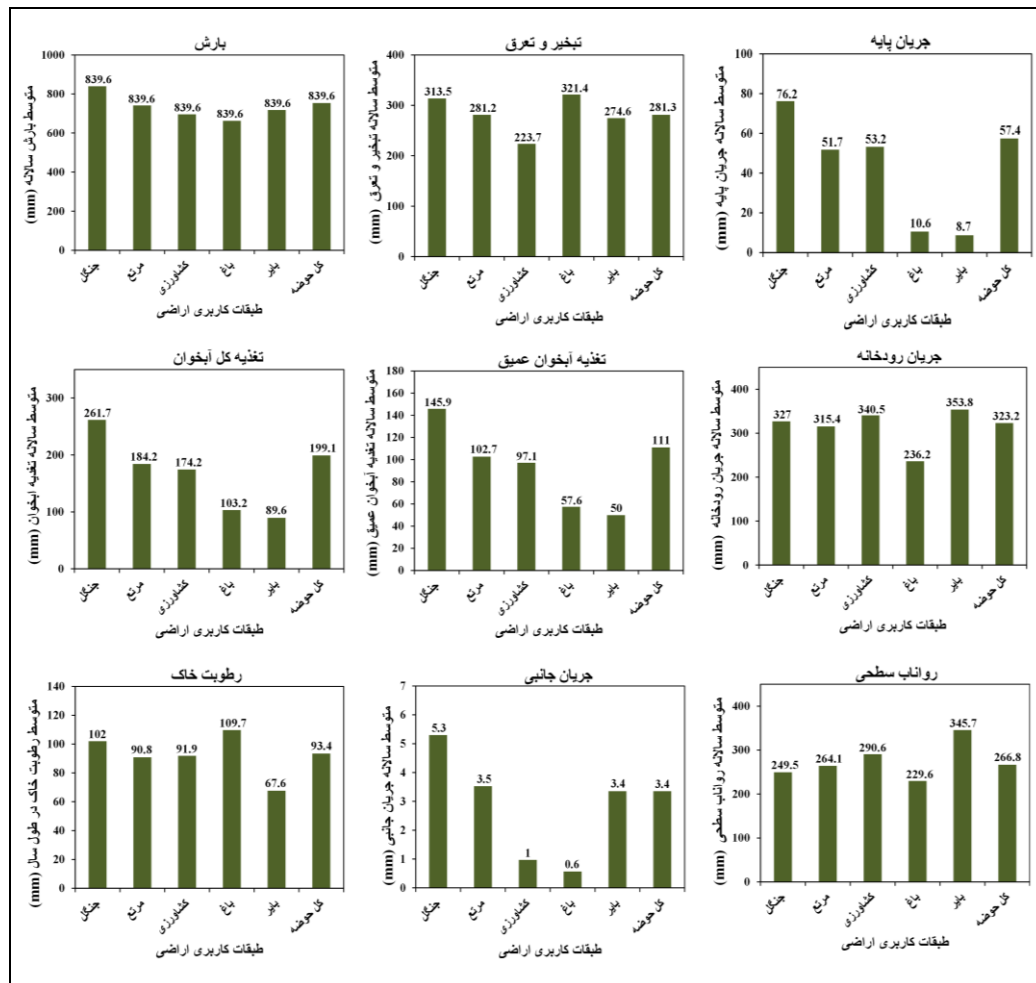 بارش
متوسط بارش سالانه (mm)
1000
800
600
400
200
0
839.6
839.6
839.6
839.6
839.6
839.6
جنگل
مرتع
کشاورزی
باغ
بایر
کل حوضه
طبقات کاربری اراضی
تبخیر و تعرق
متوسط سالانه تبخیر و تعرق (mm)
400
300
200
100
0
313.5
281.2
223.7
321.4
274.6
281.3
جنگل
مرتع
کشاورزی
باغ
بایر
کل حوضه
طبقات کاربری اراضی
جریان پایه
متوسط سالانه جریان پایه (mm)
100
80
60
40
20
0
76.2
51.7
53.2
10.6
8.7
57.4
جنگل
مرتع
کشاورزی
باغ
بایر
کل حوضه
طبقات کاربری اراضی
تغذیه کل آبخوان
متوسط سالانه تغذیه آبخوان (mm)
300
200
100
0
261.7
184.2
174.2
103.2
89.6
199.1
جنگل
مرتع
کشاورزی
باغ
بایر
کل حوضه
طبقات کاربری اراضی
تغذیه آبخوان عمیق
متوسط سالانه تغذیه آبخوان عمیق (mm)
180
160
140
120
100
80
60
40
20
0
145.9
102.7
97.1
57.6
50
111
جنگل
مرتع
کشاورزی
باغ
بایر
کل حوضه
طبقات کاربری اراضی
جریان رودخانه
متوسط سالانه جریان رودخانه (mm)
400
300
200
100
0
327
315.4
340.5
236.2
353.8
323.2
جنگل
مرتع
کشاورزی
باغ
بایر
کل حوضه
طبقات کاربری اراضی
رطوبت خاک
متوسط رطوبت خاک در طول سال (mm)
140
120
100
80
60
40
20
0
102
90.8
91.9
109.7
67.6
93.4
جنگل
مرتع
کشاورزی
باغ
بایر
کل حوضه
طبقات کاربری اراضی
جریان جانبی
متوسط سالانه جریان جانبی (mm)
7
6
5
4
3
2
1
0
5.3
3.5
1
0.6
3.4
3.4
جنگل
مرتع
کشاورزی
باغ
بایر
کل حوضه
طبقات کاربری اراضی
رواناب سطحی
متوسط سالانه رواناب سطحی (mm)
400
300
200
100
0
249.5
264.1
290.6
229.6
345.7
266.8
جنگل
مرتع
کشاورزی
باغ
بایر
کل حوضه
طبقات کاربری اراضی